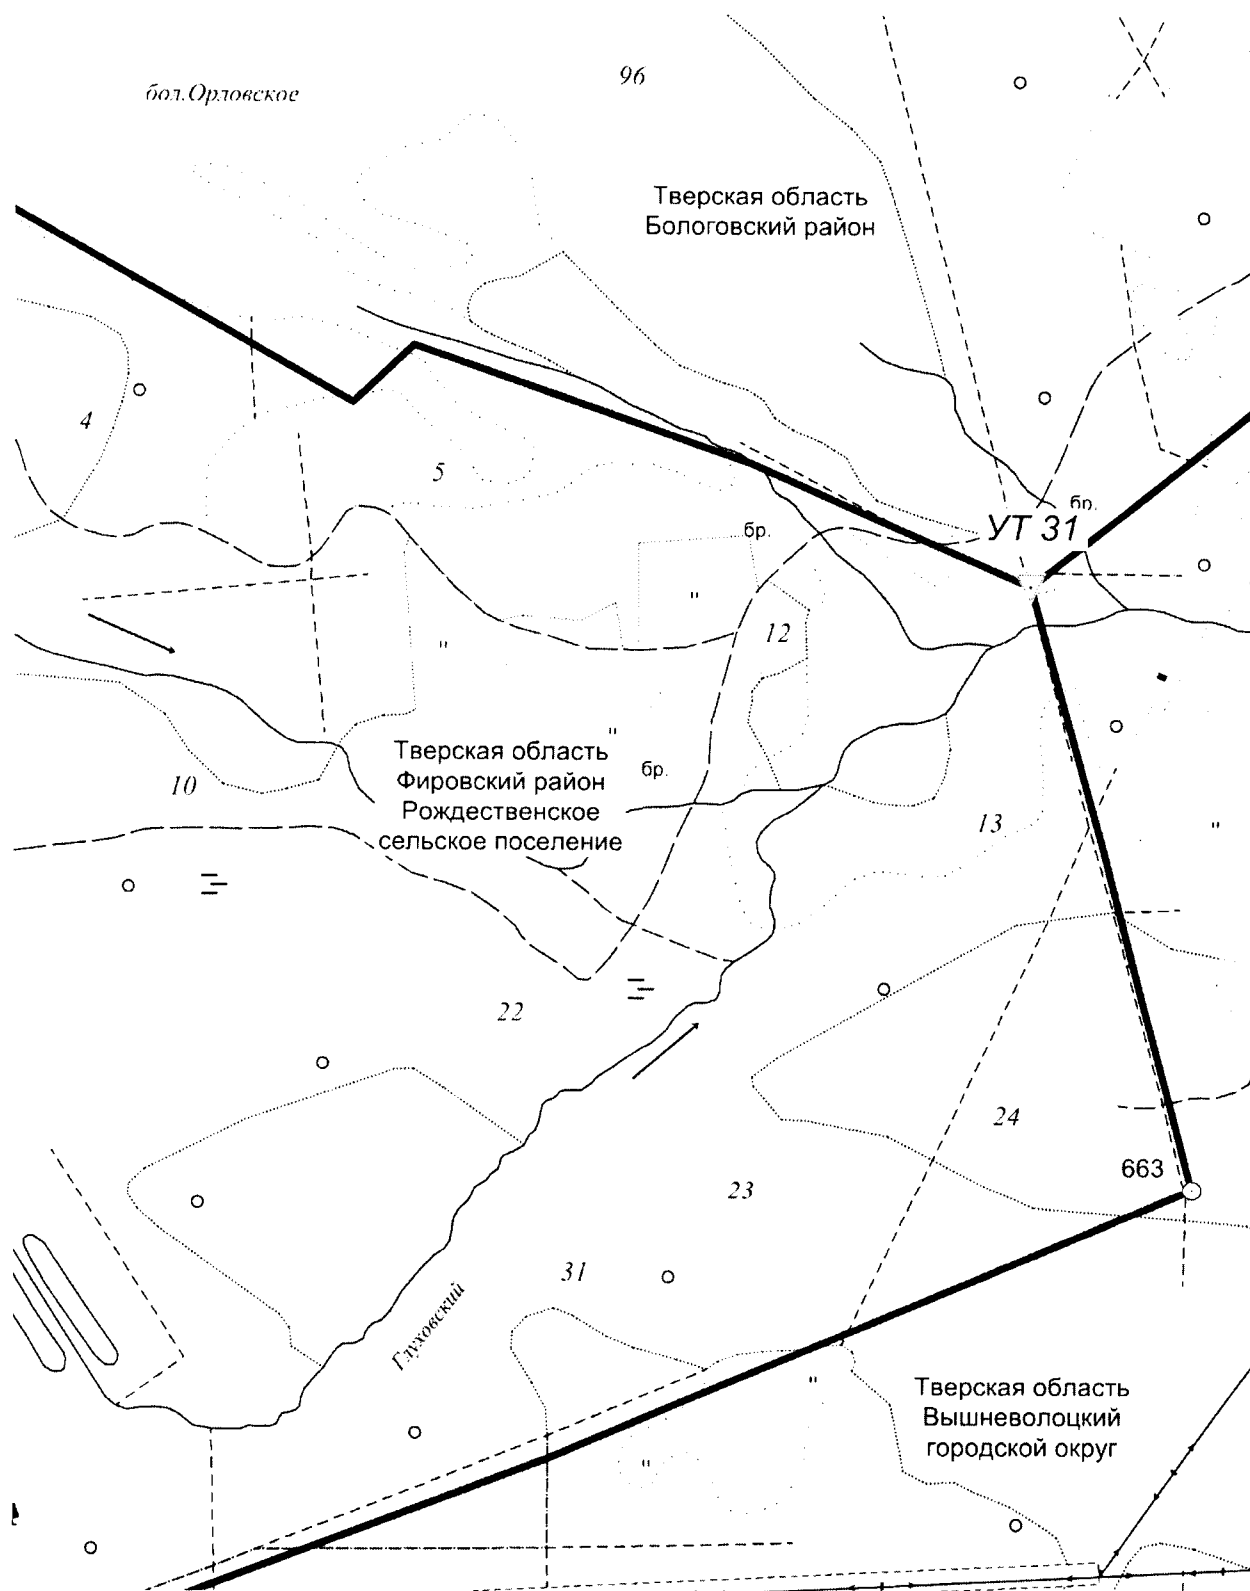 96
бол.Орловское
Тверская область
Бологовский район
4
5
бр.
УТ 31
бр.
12
Тверская область
Фировский район
Рождественское
сельское поселение
бр.
10
13
22
24
663
23
31
Глуховский
Тверская область
Вышневолоцкий
городской округ